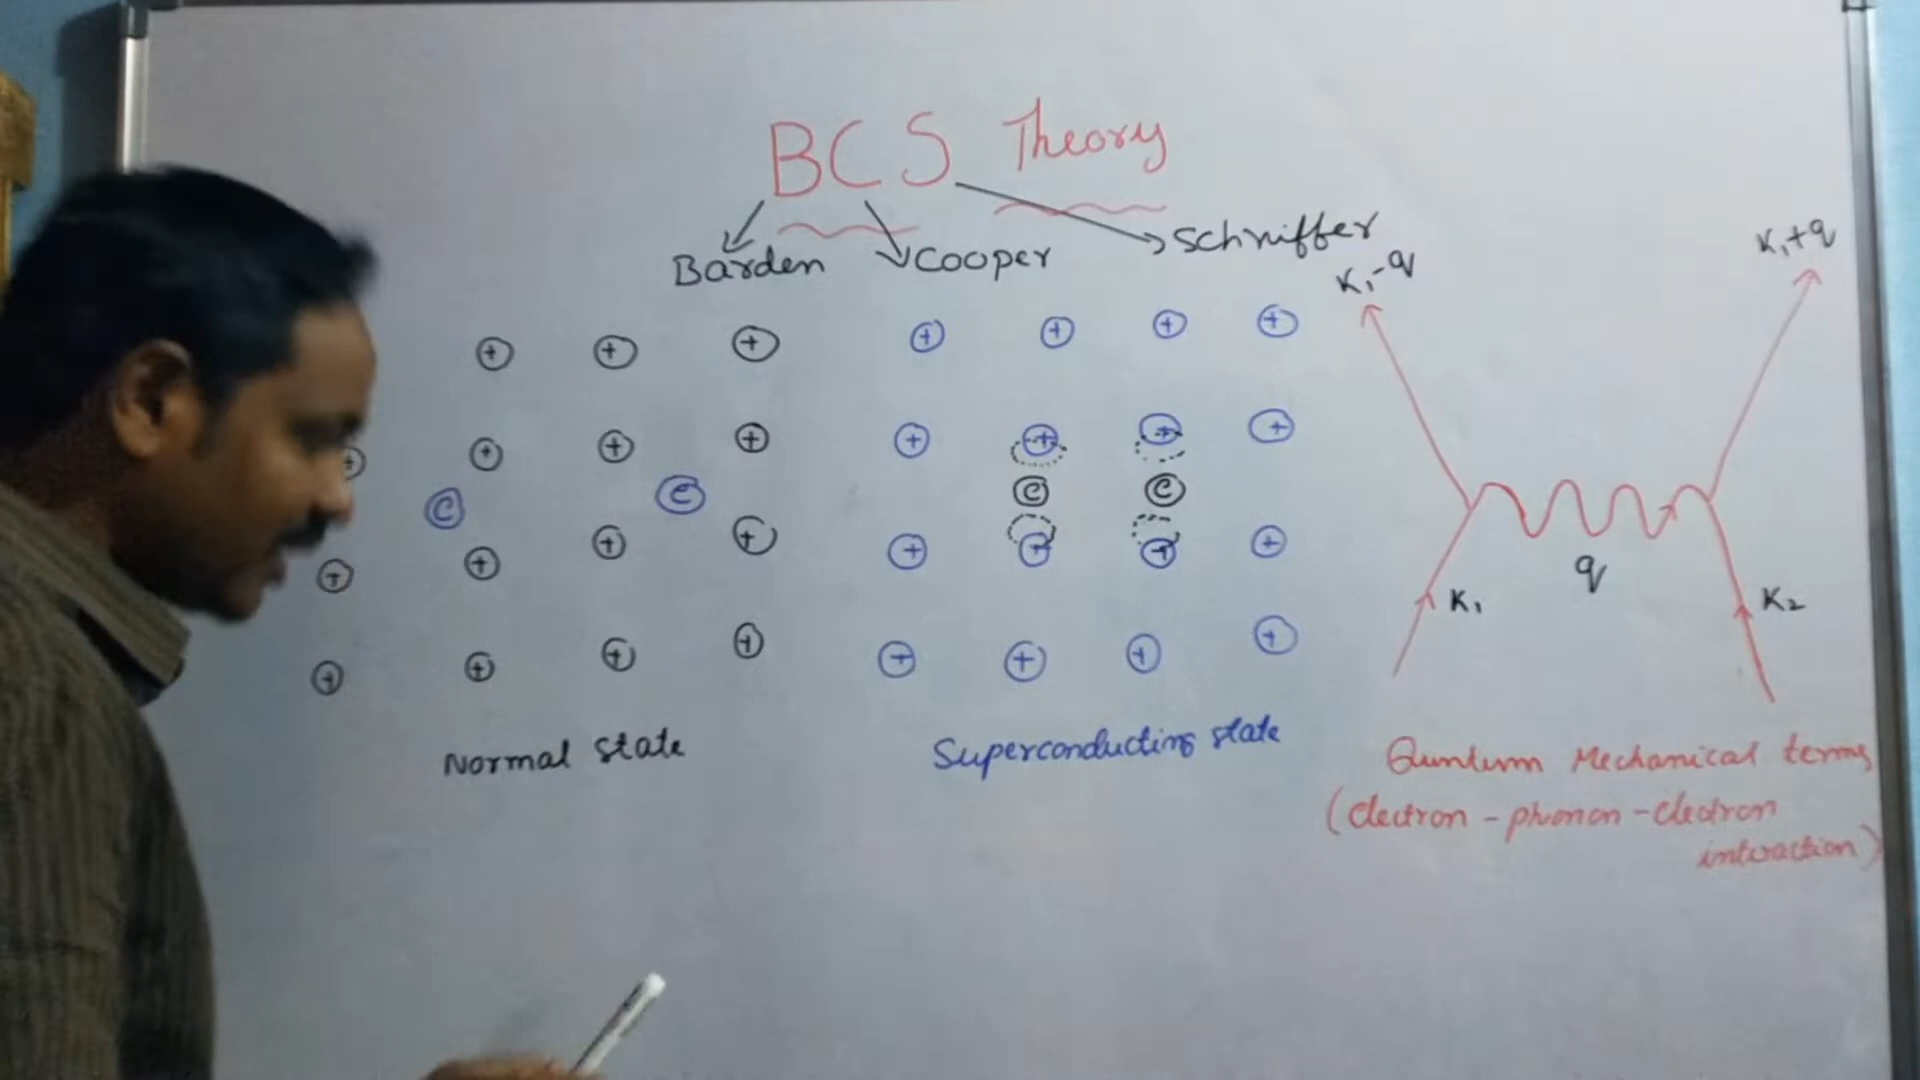 BCS Theory
Barden
Cooper
Schriffer
K₁-q
K₁+q
+ + + + + + +
+ + + + + + + +
e e e e
+ + + + + + + +
q
K₁
K₂
+ + + + + + + +
Normal state
Superconducting state
Quntum Mechanical terms
(electron - phonon - electron
interaction)